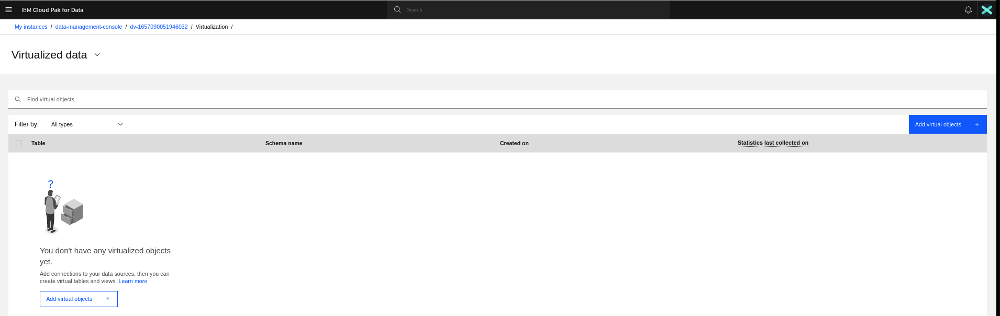 IBM Cloud Pak for Data
Search
My instances / data-management-console / dv-1657090051946032 / Virtualization /
Virtualized data
Find virtual objects
Filter by: All types
Add virtual objects +
Table Schema name Created on Statistics last collected on
?
You don't have any virtualized objects
yet.
Add connections to your data sources, then you can
create virtual tables and views. Learn more
Add virtual objects +